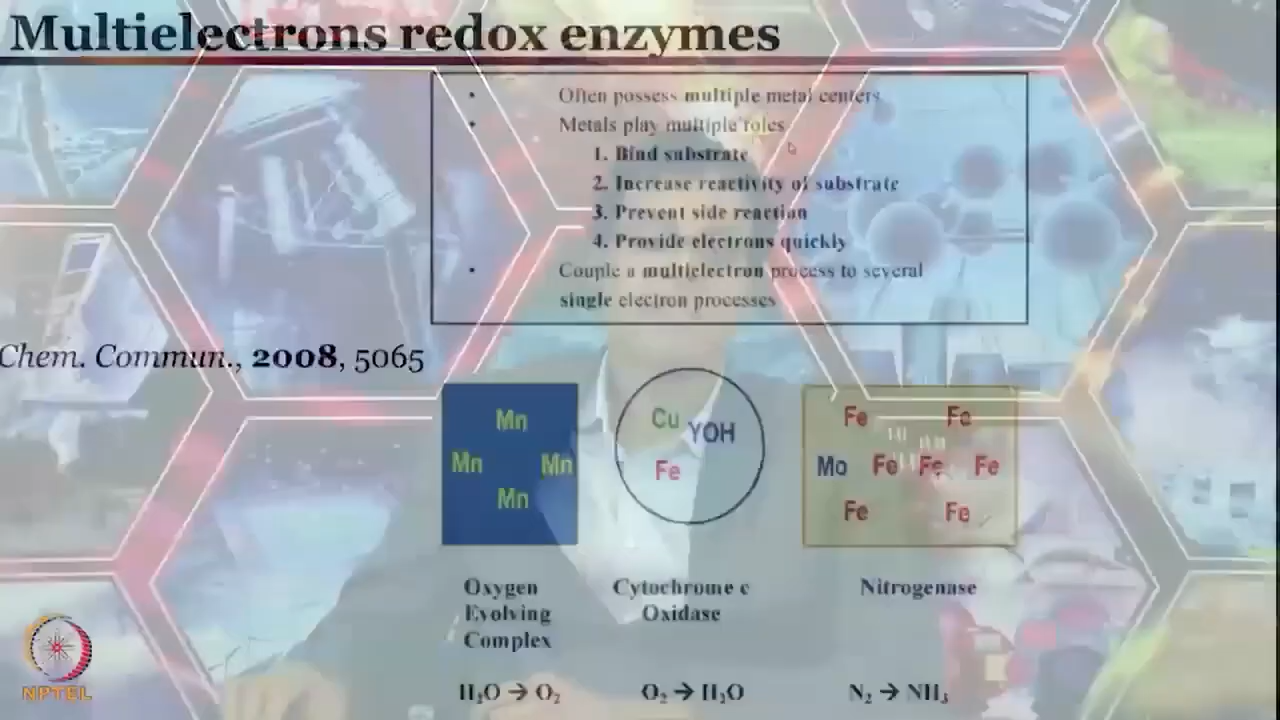 Multielectrons redox enzymes
• Often possess multiple metal centers
• Metals play multiple roles
1. Bind substrate
2. Increase reactivity of substrate
3. Prevent side reaction
4. Provide electrons quickly
• Couple a multielectron process to several
single electron processes
Chem. Commun., 2008, 5065
Mn
Mn Mn
Mn
Cu YOH
Fe
Fe Fe
Mo Fe Fe Fe
Fe Fe
Oxygen
Evolving
Complex
Cytochrome c
Oxidase
Nitrogenase
H₂O → O₂
O₂ → H₂O
N₂ → NH₃
NPTEL